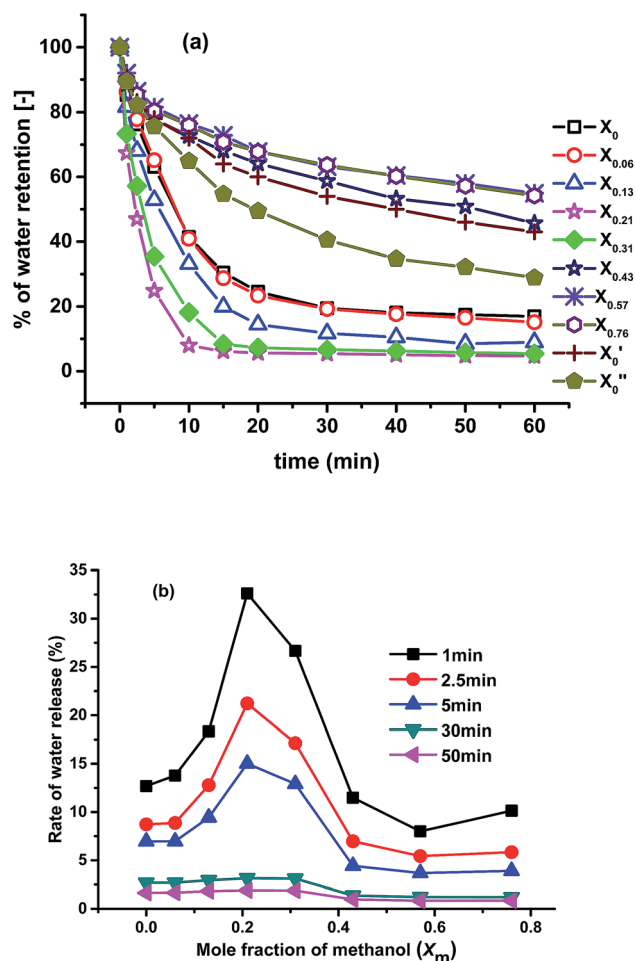 (a)
% of water retention [-]
100
80
60
40
20
0
0 10 20 30 40 50 60
time (min)
X0
X0.06
X0.13
X0.21
X0.31
X0.43
X0.57
X0.76
X0'
X0''
(b)
Rate of water release (%)
35
30
25
20
15
10
5
0
0.0 0.2 0.4 0.6 0.8
Mole fraction of methanol (Xm)
1min
2.5min
5min
30min
50min